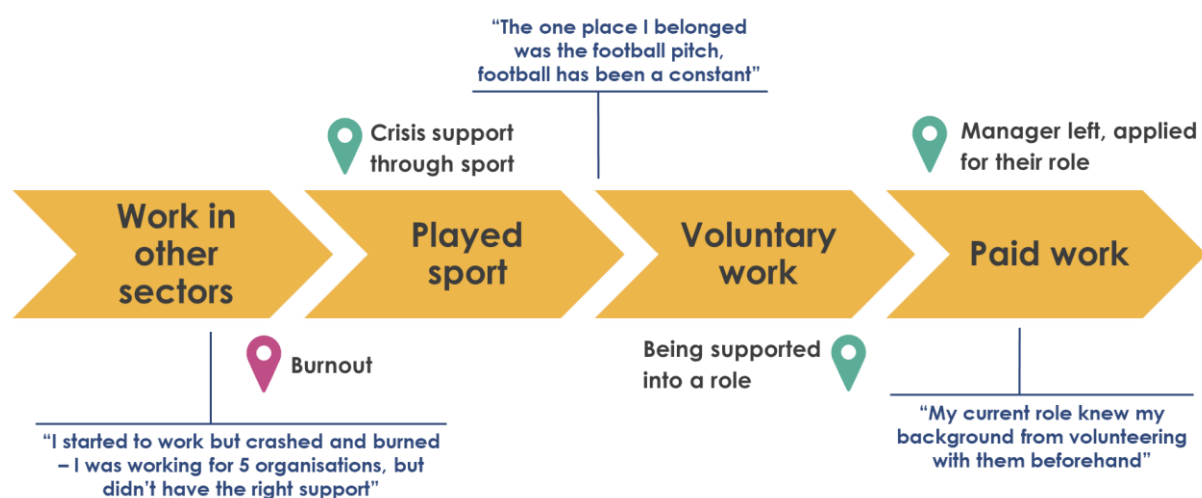 “The one place I belonged
was the football pitch,
football has been a constant”
Crisis support
through sport
Manager left, applied
for their role
Work in
other
sectors
Played
sport
Voluntary
work
Paid work
Burnout
Being supported
into a role
“I started to work but crashed and burned
– I was working for 5 organisations, but
didn’t have the right support”
“My current role knew my
background from volunteering
with them beforehand”